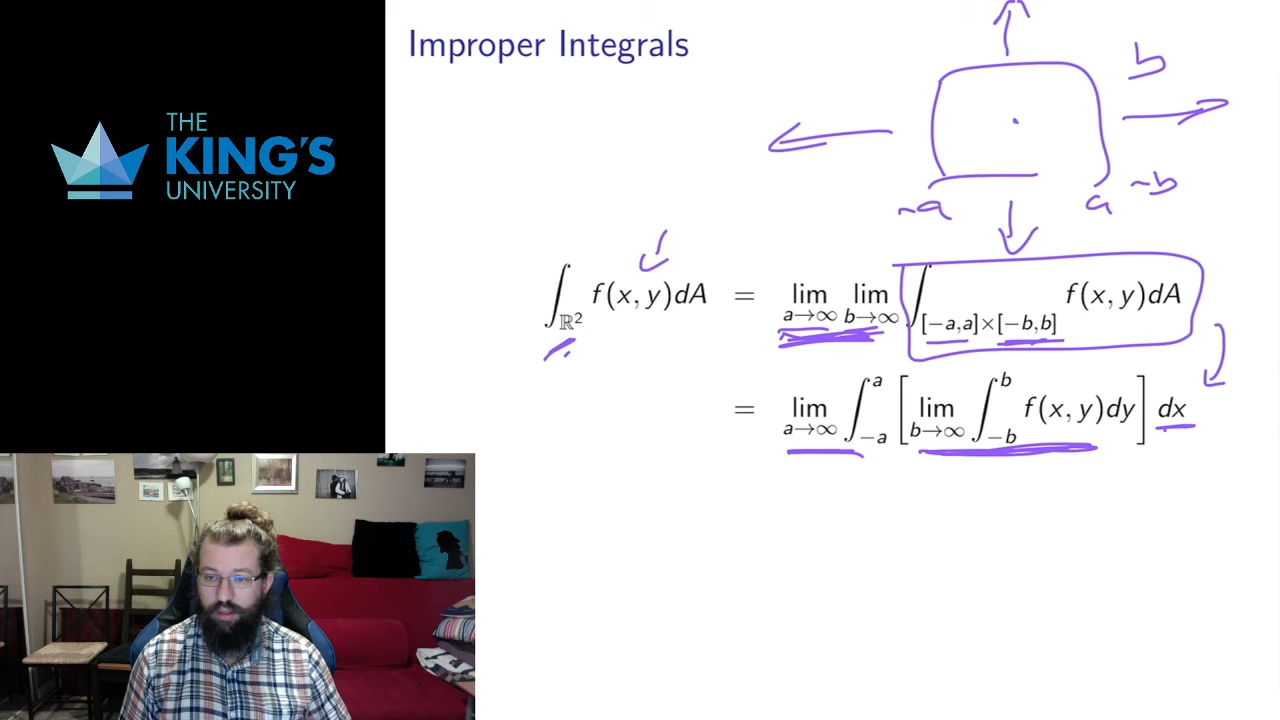 THE
KING'S
UNIVERSITY
Improper Integrals
b
-a
a
-b
∫_{ℝ²} f(x, y)dA = lim_{a→∞} lim_{b→∞} ∫_{[−a,a]×[−b,b]} f(x, y)dA
= lim_{a→∞} ∫_{−a}^{a} [ lim_{b→∞} ∫_{−b}^{b} f(x, y)dy ] dx